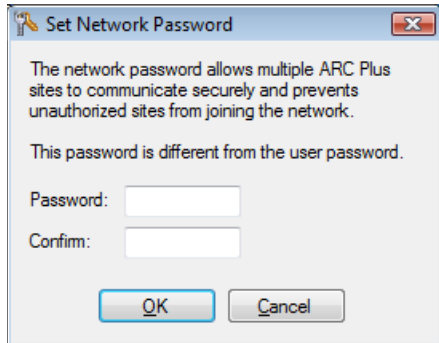 Set Network Password
The network password allows multiple ARC Plus
sites to communicate securely and prevents
unauthorized sites from joining the network.
This password is different from the user password.
Password:
Confirm:
OK Cancel